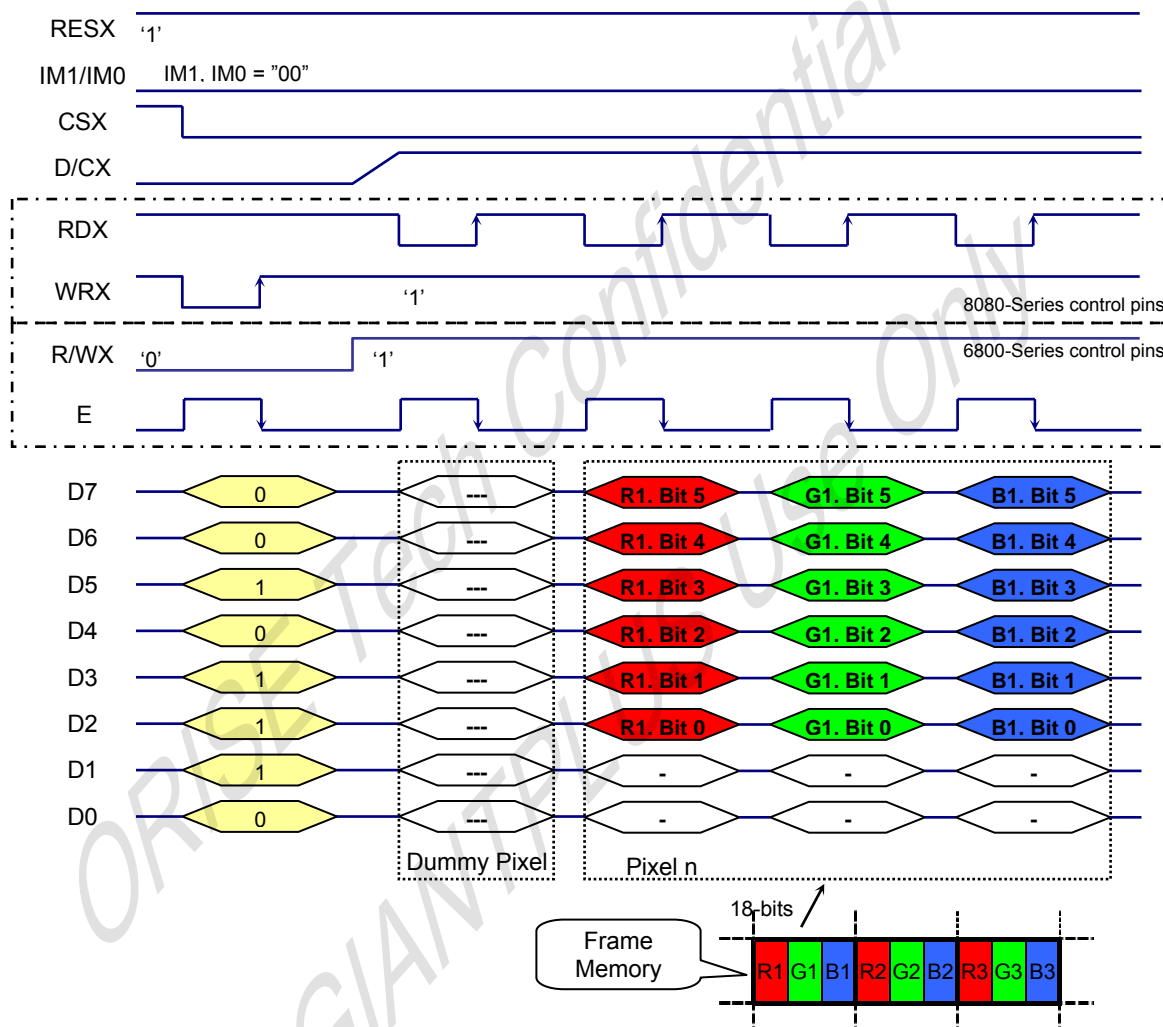 RESX ‘1’
IM1/IM0 IM1, IM0 = ”00”
CSX
D/CX
RDX
WRX ‘1’
8080-Series control pins
R/WX ‘0’ ‘1’ 6800-Series control pins
E
D7 0 --- R1. Bit 5 G1. Bit 5 B1. Bit 5
D6 0 --- R1. Bit 4 G1. Bit 4 B1. Bit 4
D5 1 --- R1. Bit 3 G1. Bit 3 B1. Bit 3
D4 0 --- R1. Bit 2 G1. Bit 2 B1. Bit 2
D3 1 --- R1. Bit 1 G1. Bit 1 B1. Bit 1
D2 1 --- R1. Bit 0 G1. Bit 0 B1. Bit 0
D1 1 --- - - -
D0 0 --- - - -
Dummy Pixel Pixel n
18-bits
Frame
Memory
R1 G1 B1 R2 G2 B2 R3 G3 B3
ORISE Tech Confidential
GIANTPLUS Use Only